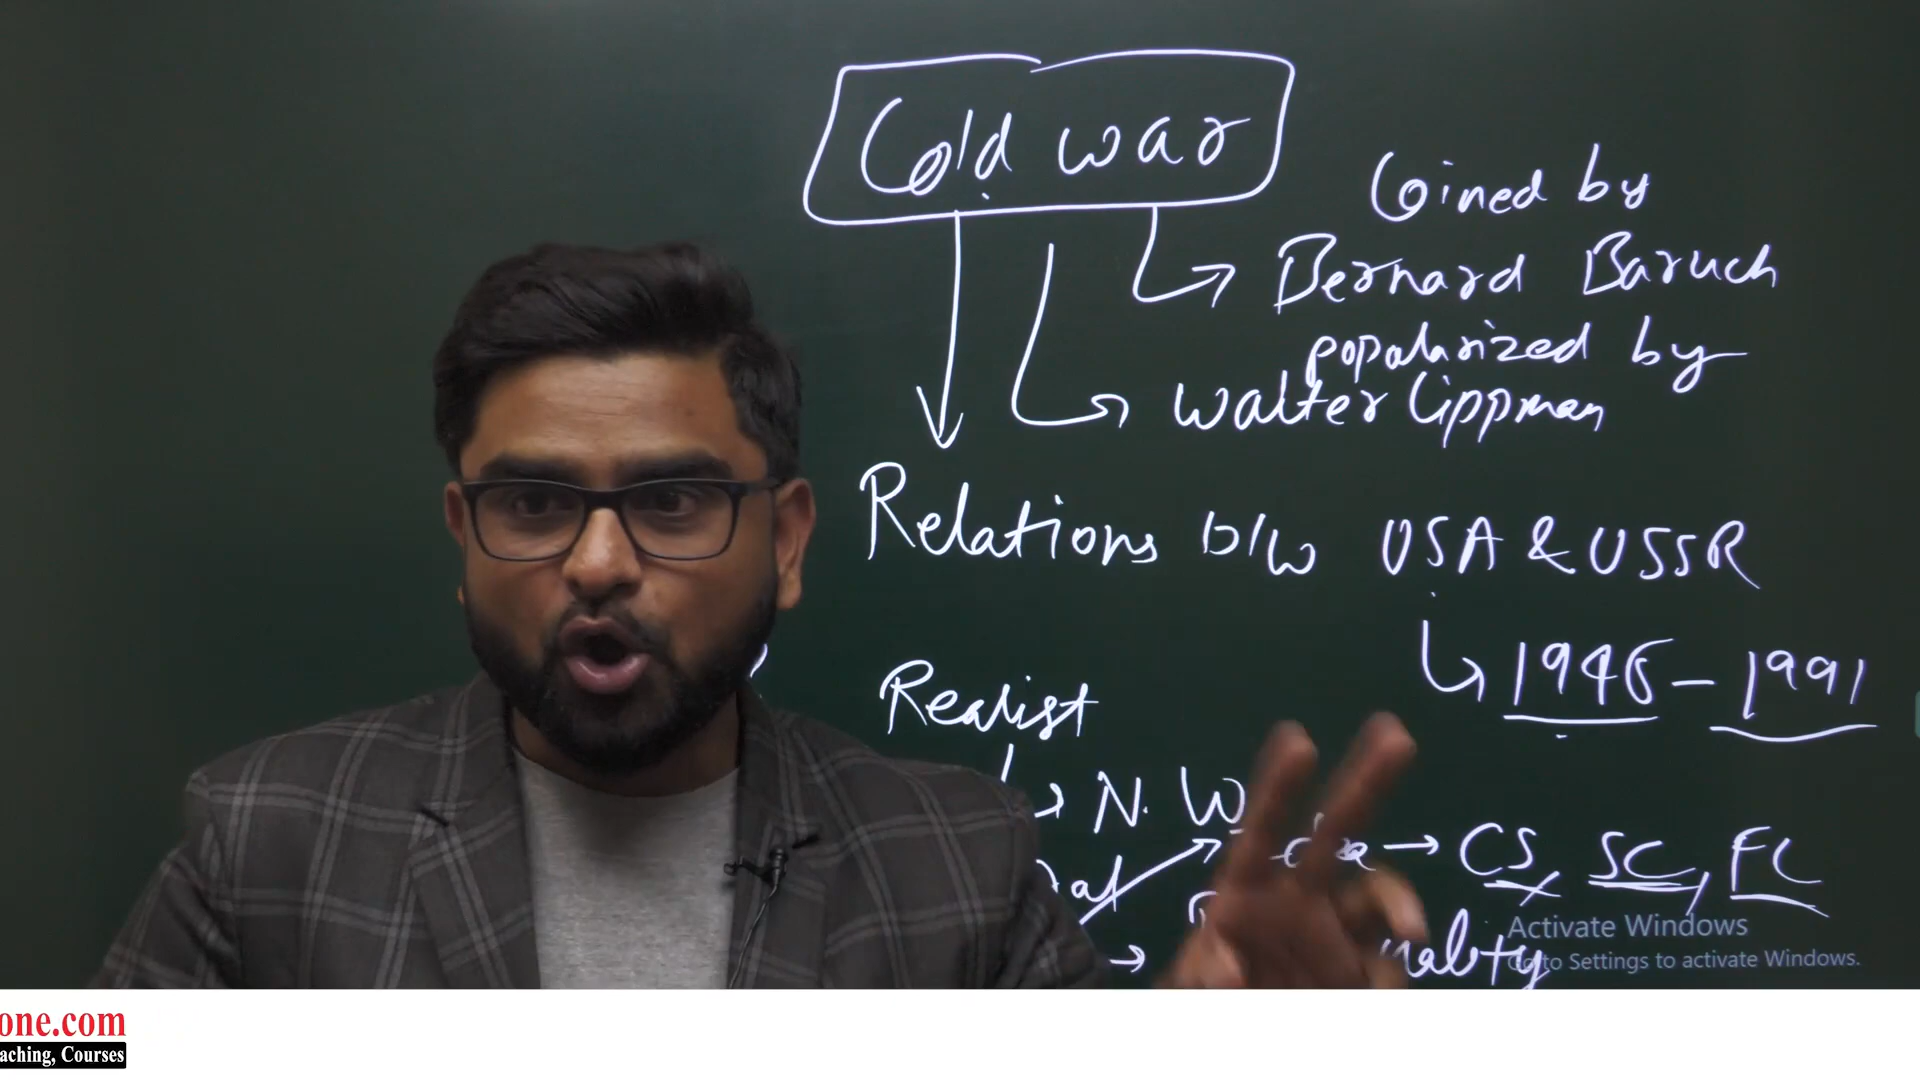 Cold war
Coined by
Bernard Baruch
popularized by
Walter Lippman
Relations b/w USA & USSR
1946 - 1991
Realist
N. W
CS, SC, FC
Activate Windows
Go to Settings to activate Windows.
one.com
aching, Courses